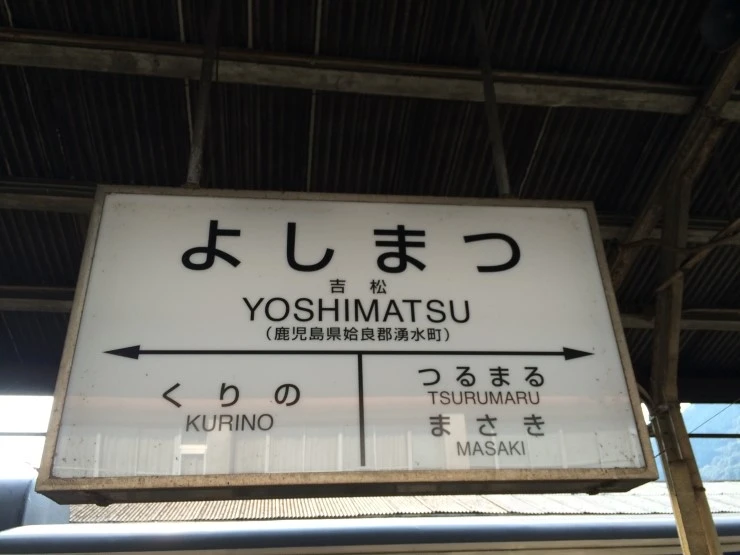 よしまつ
吉松
YOSHIMATSU
(鹿児島県姶良郡湧水町)
くりの
KURINO
つるまる
TSURUMARU
まさき
MASAKI